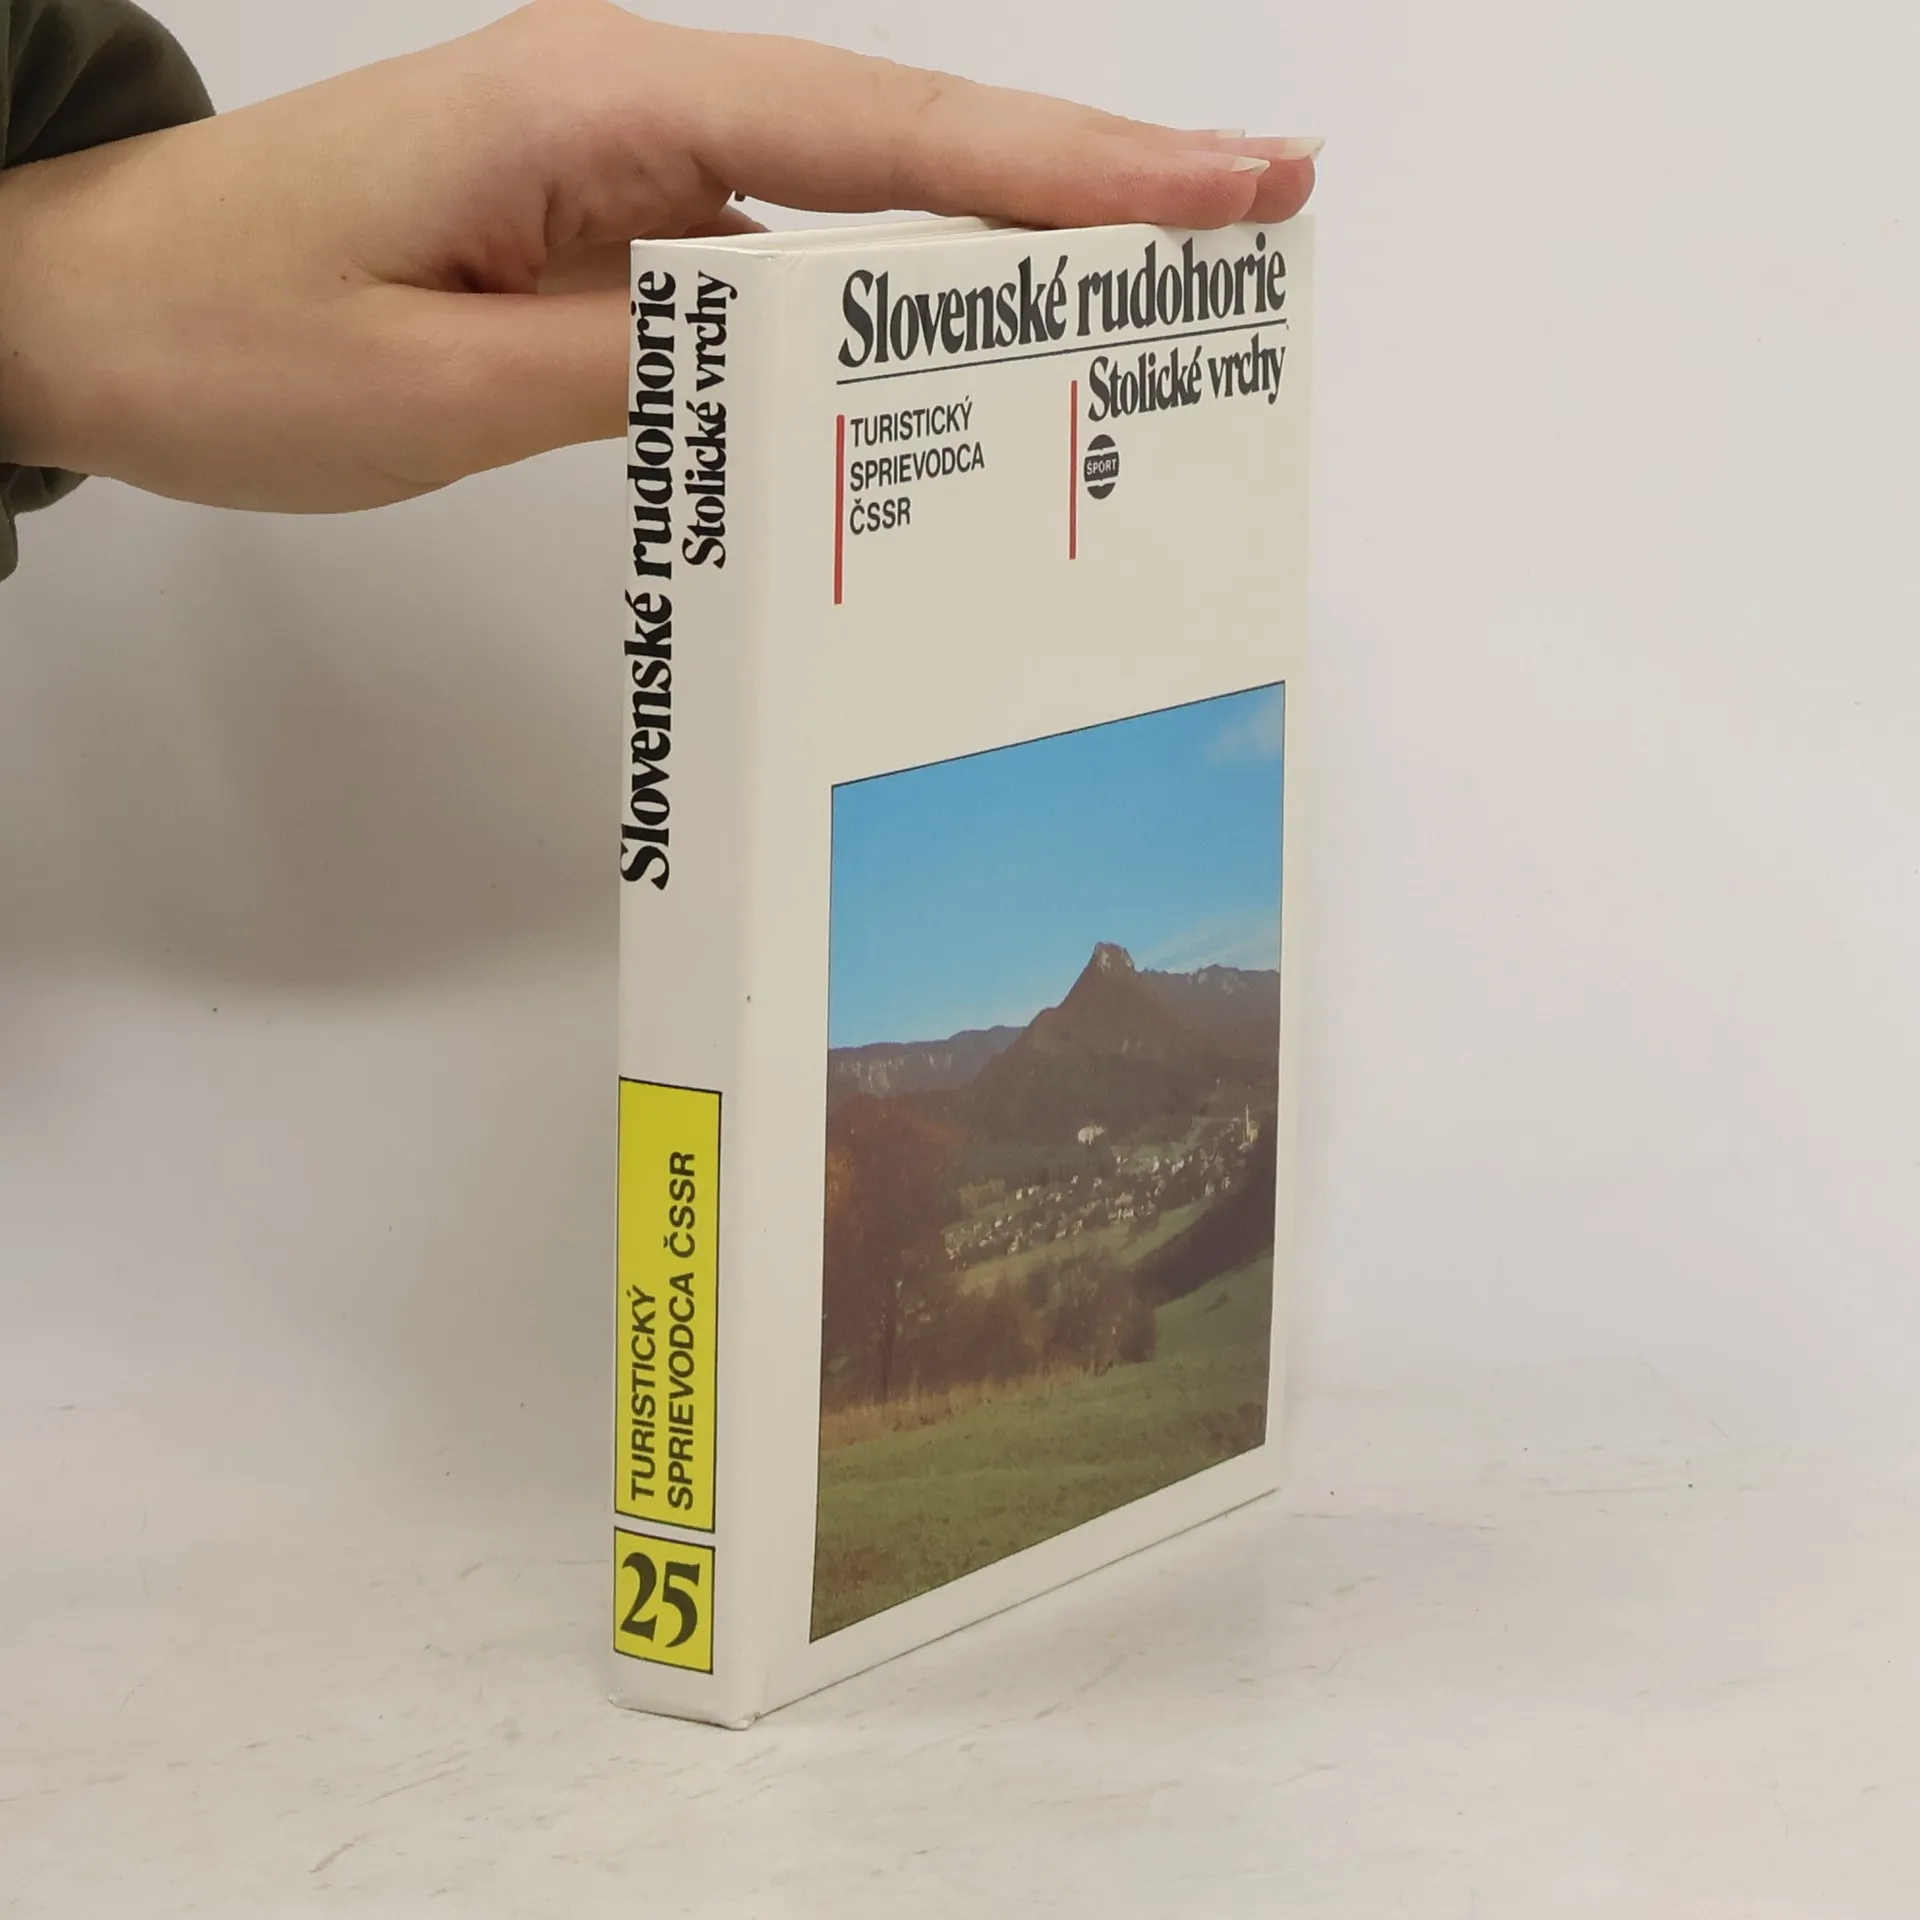 Slovenské rudohorie
Stolické vrchy
TURISTICKÝ
SPRIEVODCA
ČSSR
ŠPORT
Slovenské rudohorie
Stolické vrchy
TURISTICKÝ
SPRIEVODCA ČSSR
25